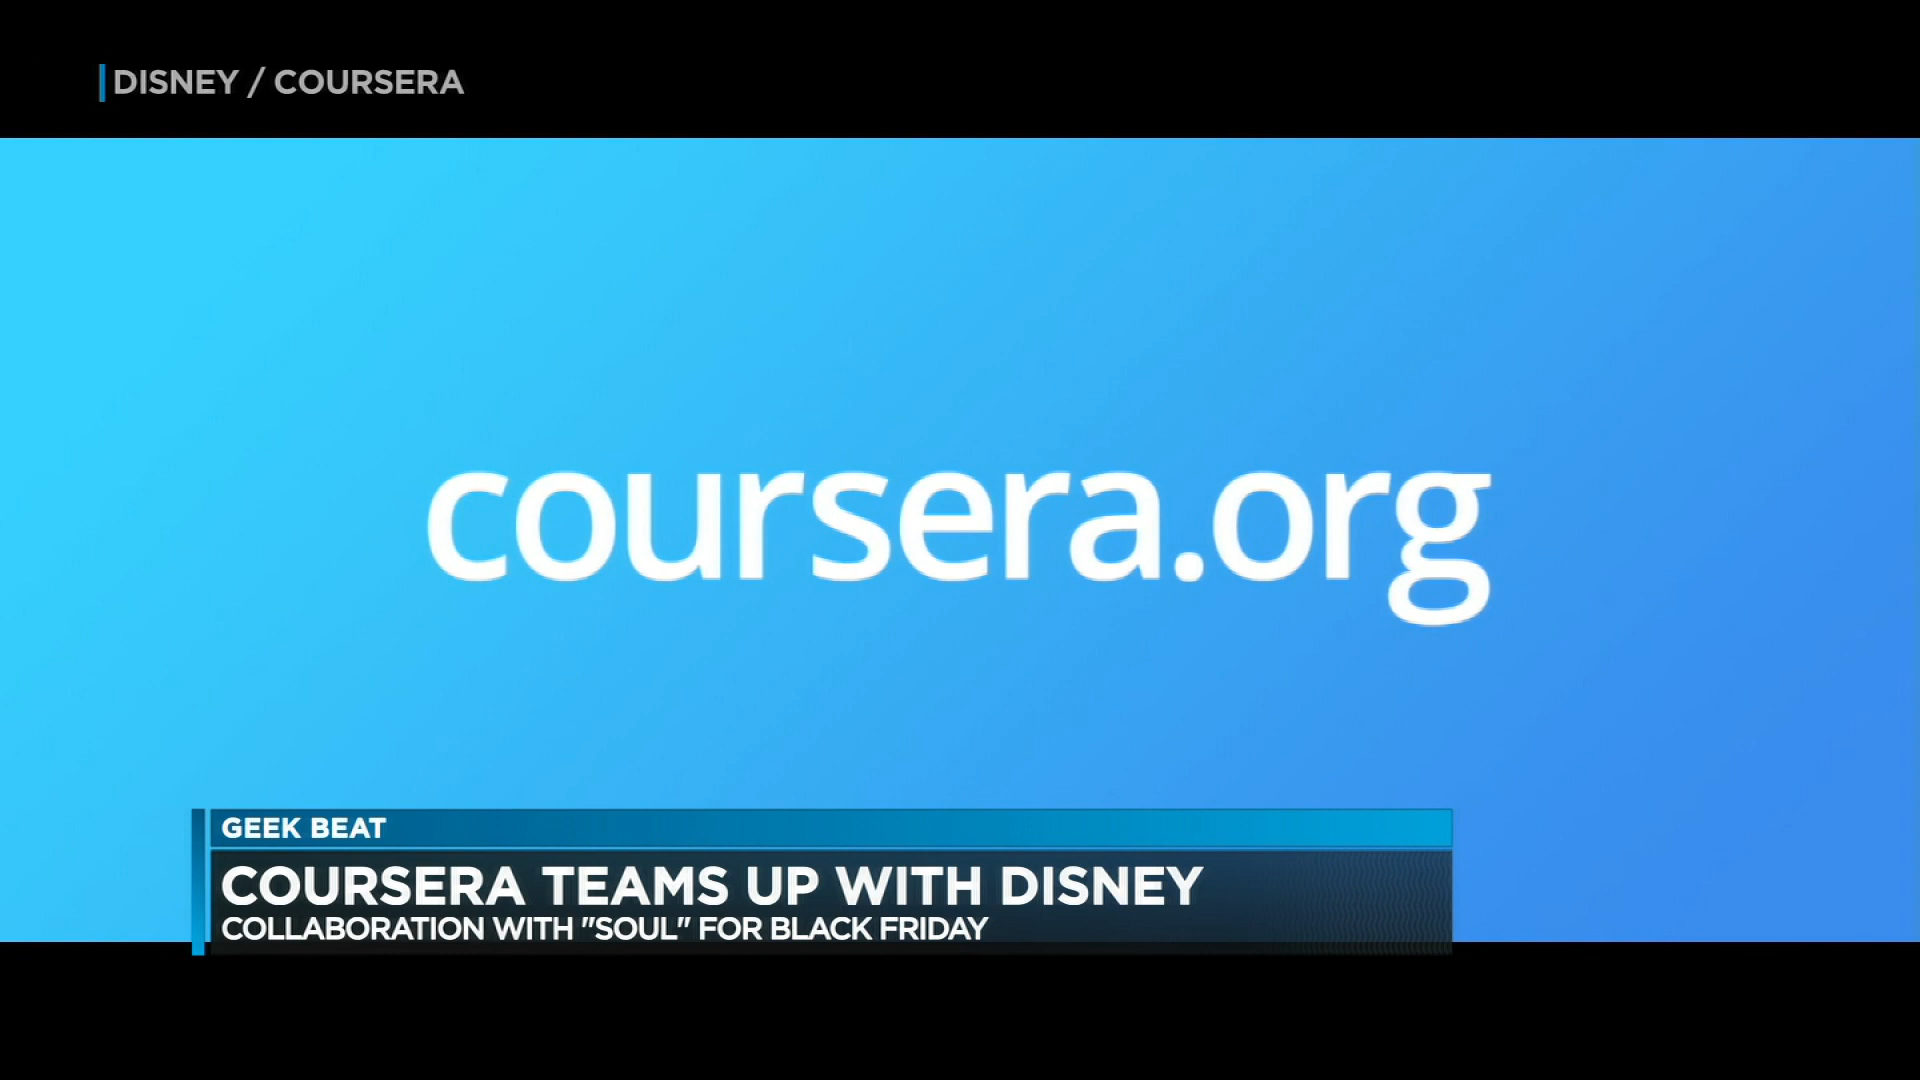 DISNEY / COURSERA
coursera.org
GEEK BEAT
COURSERA TEAMS UP WITH DISNEY
COLLABORATION WITH "SOUL" FOR BLACK FRIDAY